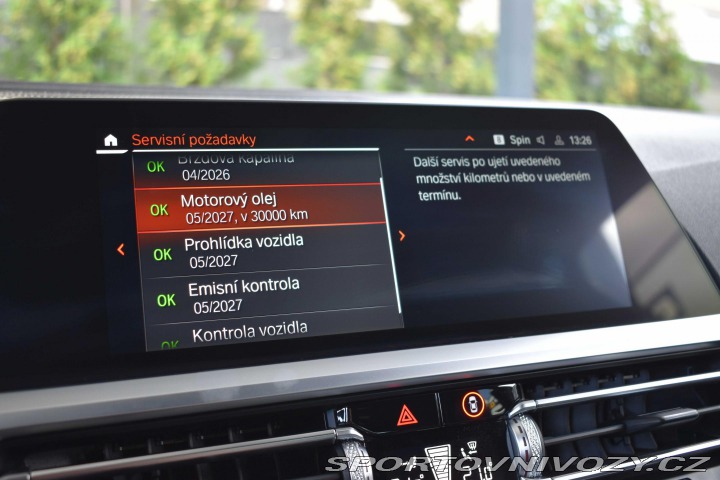 Servisní požadavky
Spin
13:26
OK
Brzdová kapalina
04/2026
OK
Motorový olej
05/2027, v 30000 km
OK
Prohlídka vozidla
05/2027
OK
Emisní kontrola
05/2027
OK
Kontrola vozidla
Další servis po ujetí uvedeného
množství kilometrů nebo v uvedeném
termínu.
SPORTOVNIVOZY.CZ